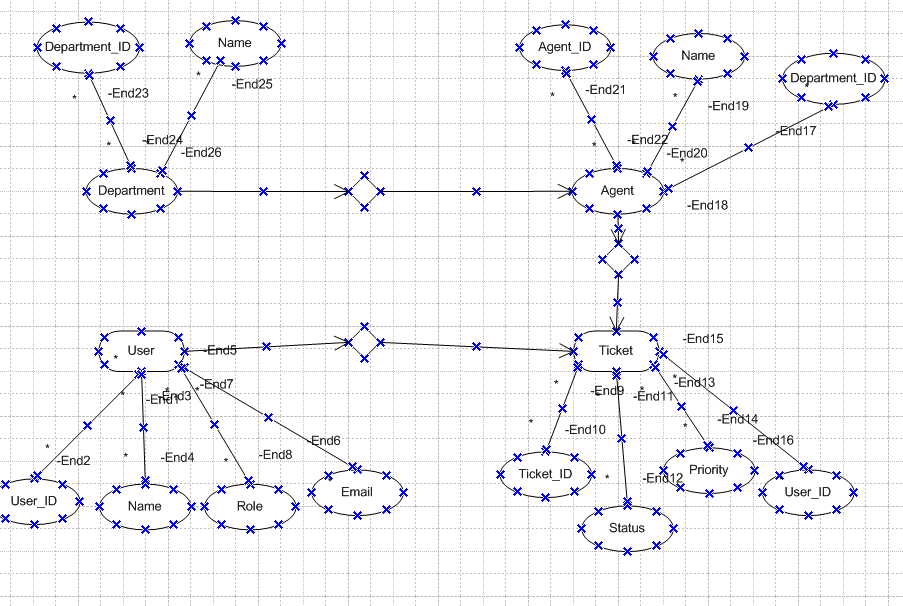 Department_ID
Name
Agent_ID
Name
Department_ID
-End23
-End25
-End21
-End19
-End17
*
*
*
*
*
-End24
-End26
-End22
-End20
*
*
*
-End18
Department
Agent
User
Ticket
-End15
-End5
*
-End7
-End1
-End3
*
*
*
-End9
-End11
-End13
*
*
*
*
-End14
-End6
-End10
-End16
*
*
*
*
-End2
-End4
-End8
*
*
*
-End12
*
User_ID
Name
Role
Email
Ticket_ID
Status
Priority
User_ID